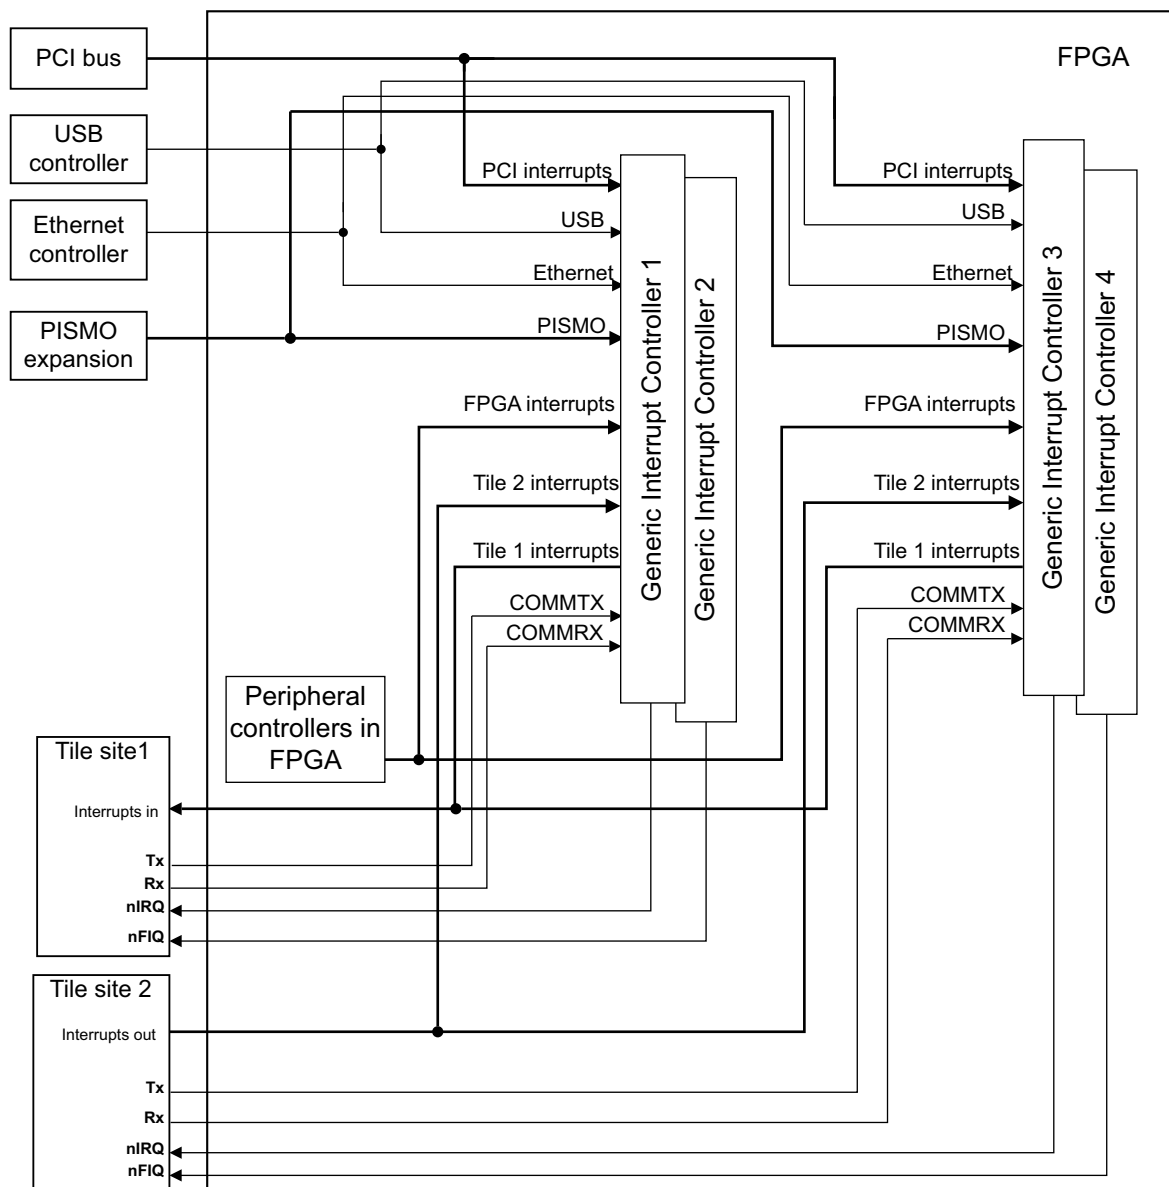 PCI bus
FPGA
USB
controller
Ethernet
controller
PISMO
expansion
PCI interrupts
USB
Ethernet
PISMO
FPGA interrupts
Tile 2 interrupts
Tile 1 interrupts
COMMTX
COMMRX
Generic Interrupt Controller 1
Generic Interrupt Controller 2
PCI interrupts
USB
Ethernet
PISMO
FPGA interrupts
Tile 2 interrupts
Tile 1 interrupts
COMMTX
COMMRX
Generic Interrupt Controller 3
Generic Interrupt Controller 4
Peripheral
controllers in
FPGA
Tile site1
Interrupts in
Tx
Rx
nIRQ
nFIQ
Tile site 2
Interrupts out
Tx
Rx
nIRQ
nFIQ